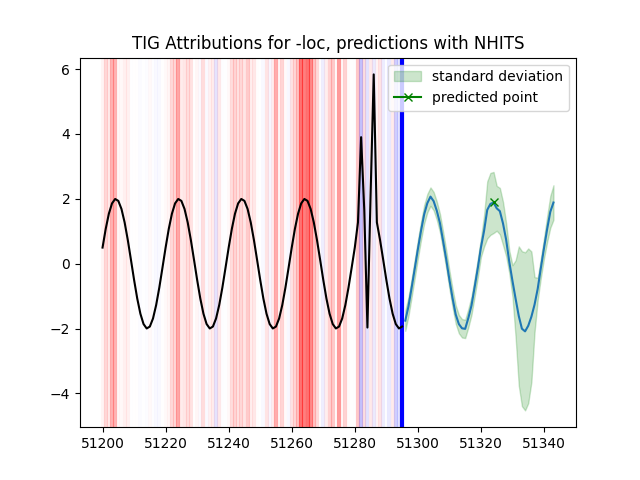 TIG Attributions for -loc, predictions with NHITS
standard deviation
predicted point
6
4
2
0
−2
−4
51200 51220 51240 51260 51280 51300 51320 51340